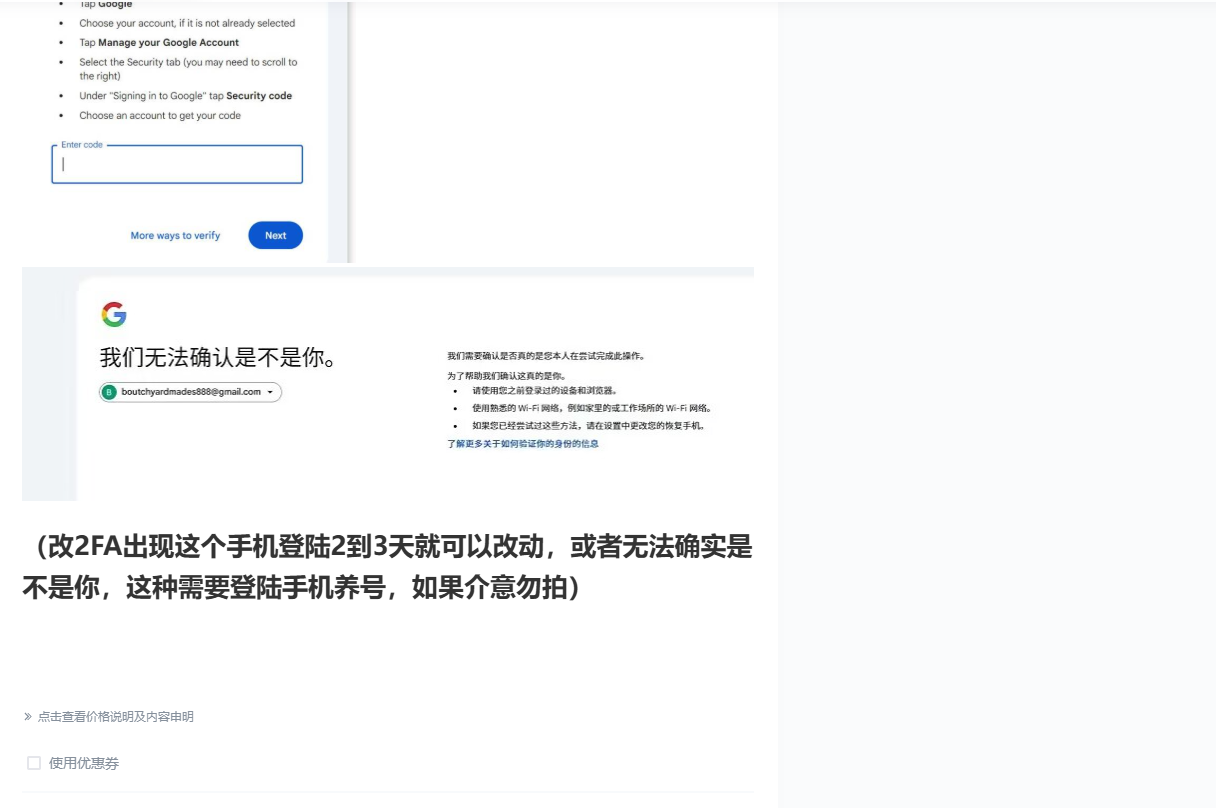 Tap Google
Choose your account, if it is not already selected
Tap Manage your Google Account
Select the Security tab (you may need to scroll to
the right)
Under "Signing in to Google" tap Security code
Choose an account to get your code
Enter code
More ways to verify
Next
我们无法确认是不是你。
B boutchyardmades888@gmail.com
我们需要确认是否真的是您本人在尝试完成此操作。
为了帮助我们确认这真的是你。
请使用您之前登录过的设备和浏览器。
使用熟悉的 Wi-Fi 网络，例如家里的或工作场所的 Wi-Fi 网络。
如果您已经尝试过这些方法，请在设置中更改您的恢复手机。
了解更多关于如何验证你的身份的信息
（改2FA出现这个手机登陆2到3天就可以改动，或者无法确实是
不是你，这种需要登陆手机养号，如果介意勿拍）
点击查看价格说明及内容申明
使用优惠券